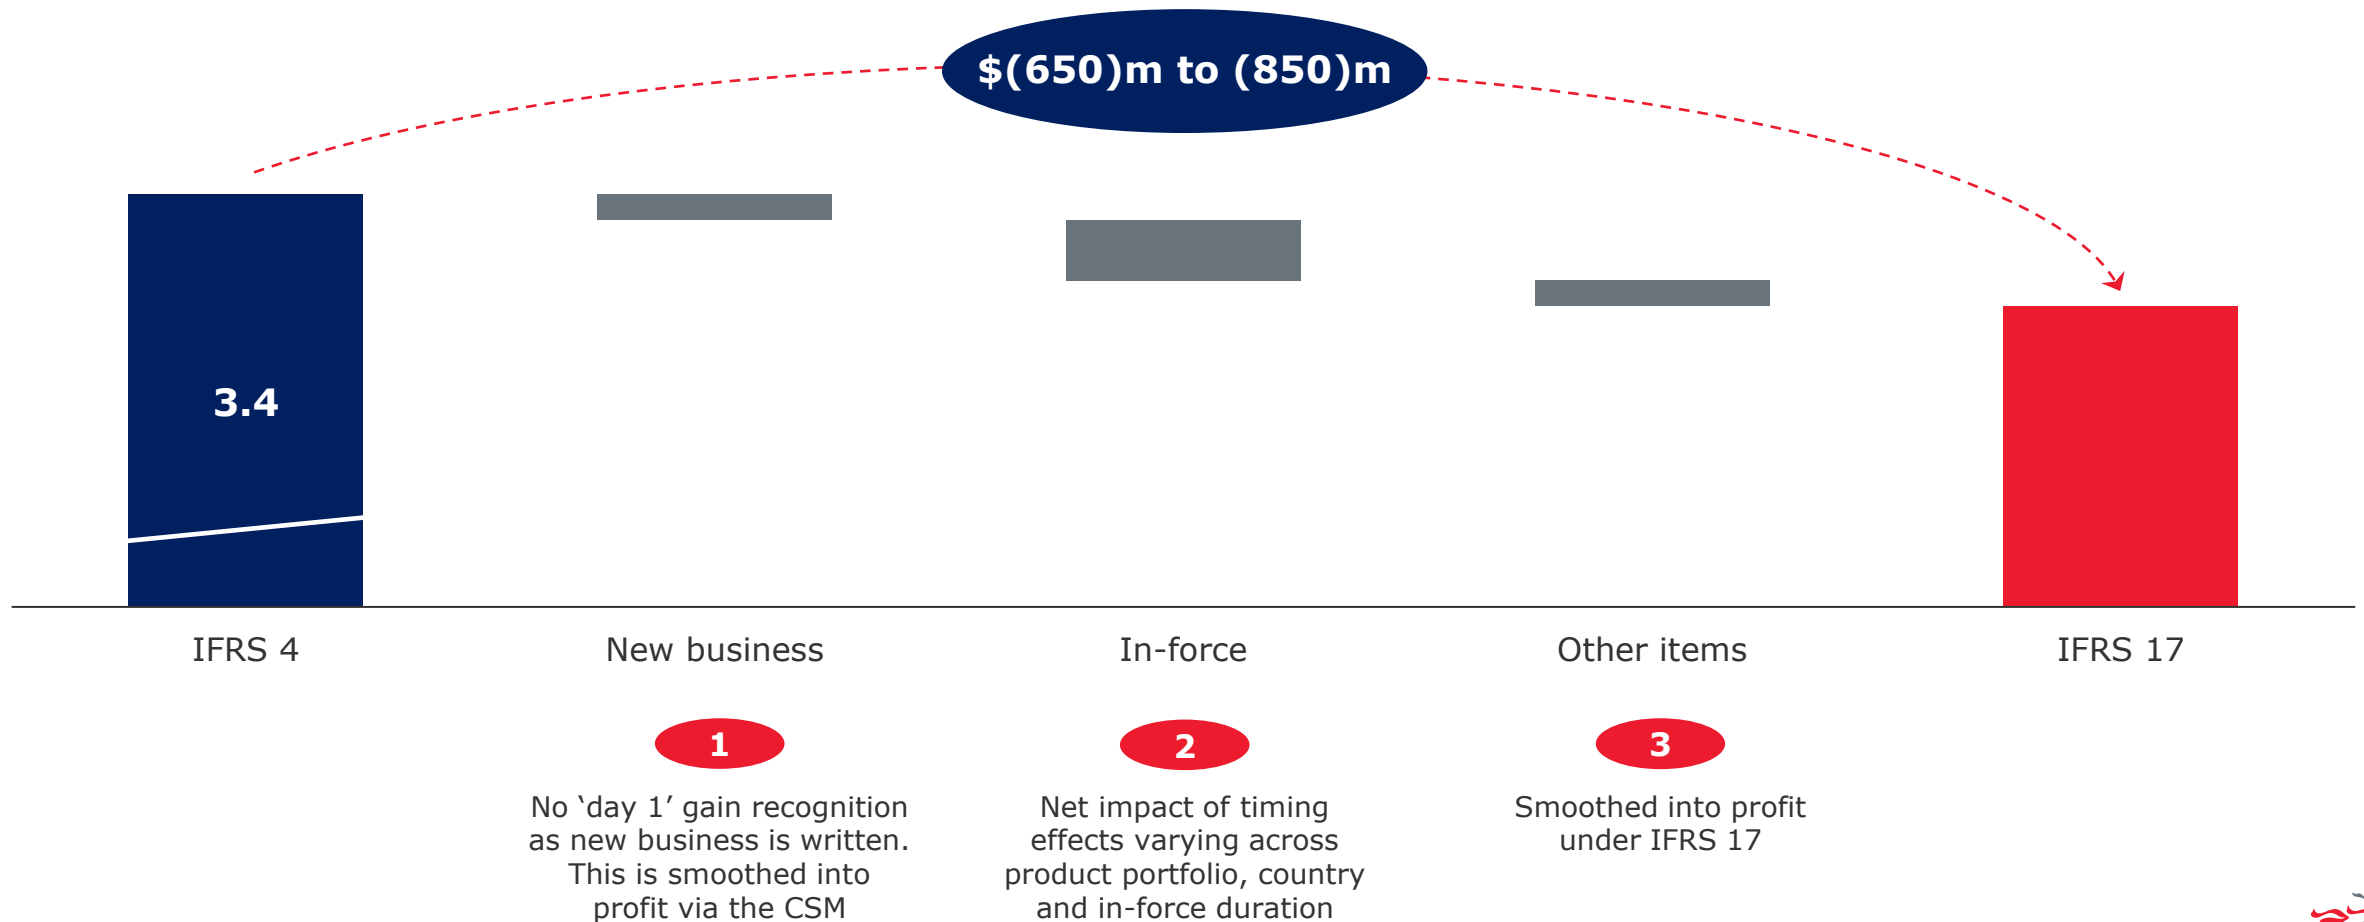 $(650)m to (850)m
3.4
IFRS 4
New business
In-force
Other items
IFRS 17
1
No ‘day 1’ gain recognition
as new business is written.
This is smoothed into
profit via the CSM
2
Net impact of timing
effects varying across
product portfolio, country
and in-force duration
3
Smoothed into profit
under IFRS 17